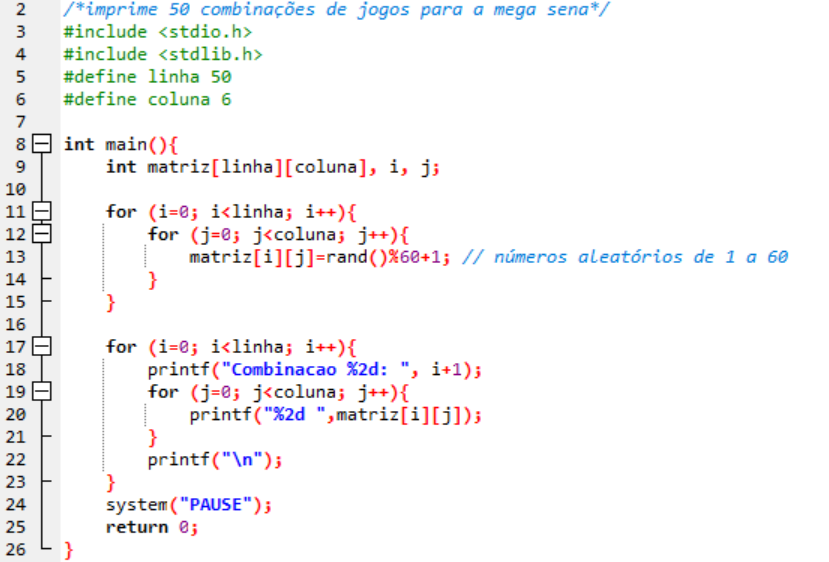 2 /*imprime 50 combinações de jogos para a mega sena*/
3 #include <stdio.h>
4 #include <stdlib.h>
5 #define linha 50
6 #define coluna 6
7
8 int main(){
9     int matriz[linha][coluna], i, j;
10
11     for (i=0; i<linha; i++){
12         for (j=0; j<coluna; j++){
13             matriz[i][j]=rand()%60+1; // números aleatórios de 1 a 60
14         }
15     }
16
17     for (i=0; i<linha; i++){
18         printf("Combinacao %2d: ", i+1);
19         for (j=0; j<coluna; j++){
20             printf("%2d ",matriz[i][j]);
21         }
22         printf("\n");
23     }
24     system("PAUSE");
25     return 0;
26 }